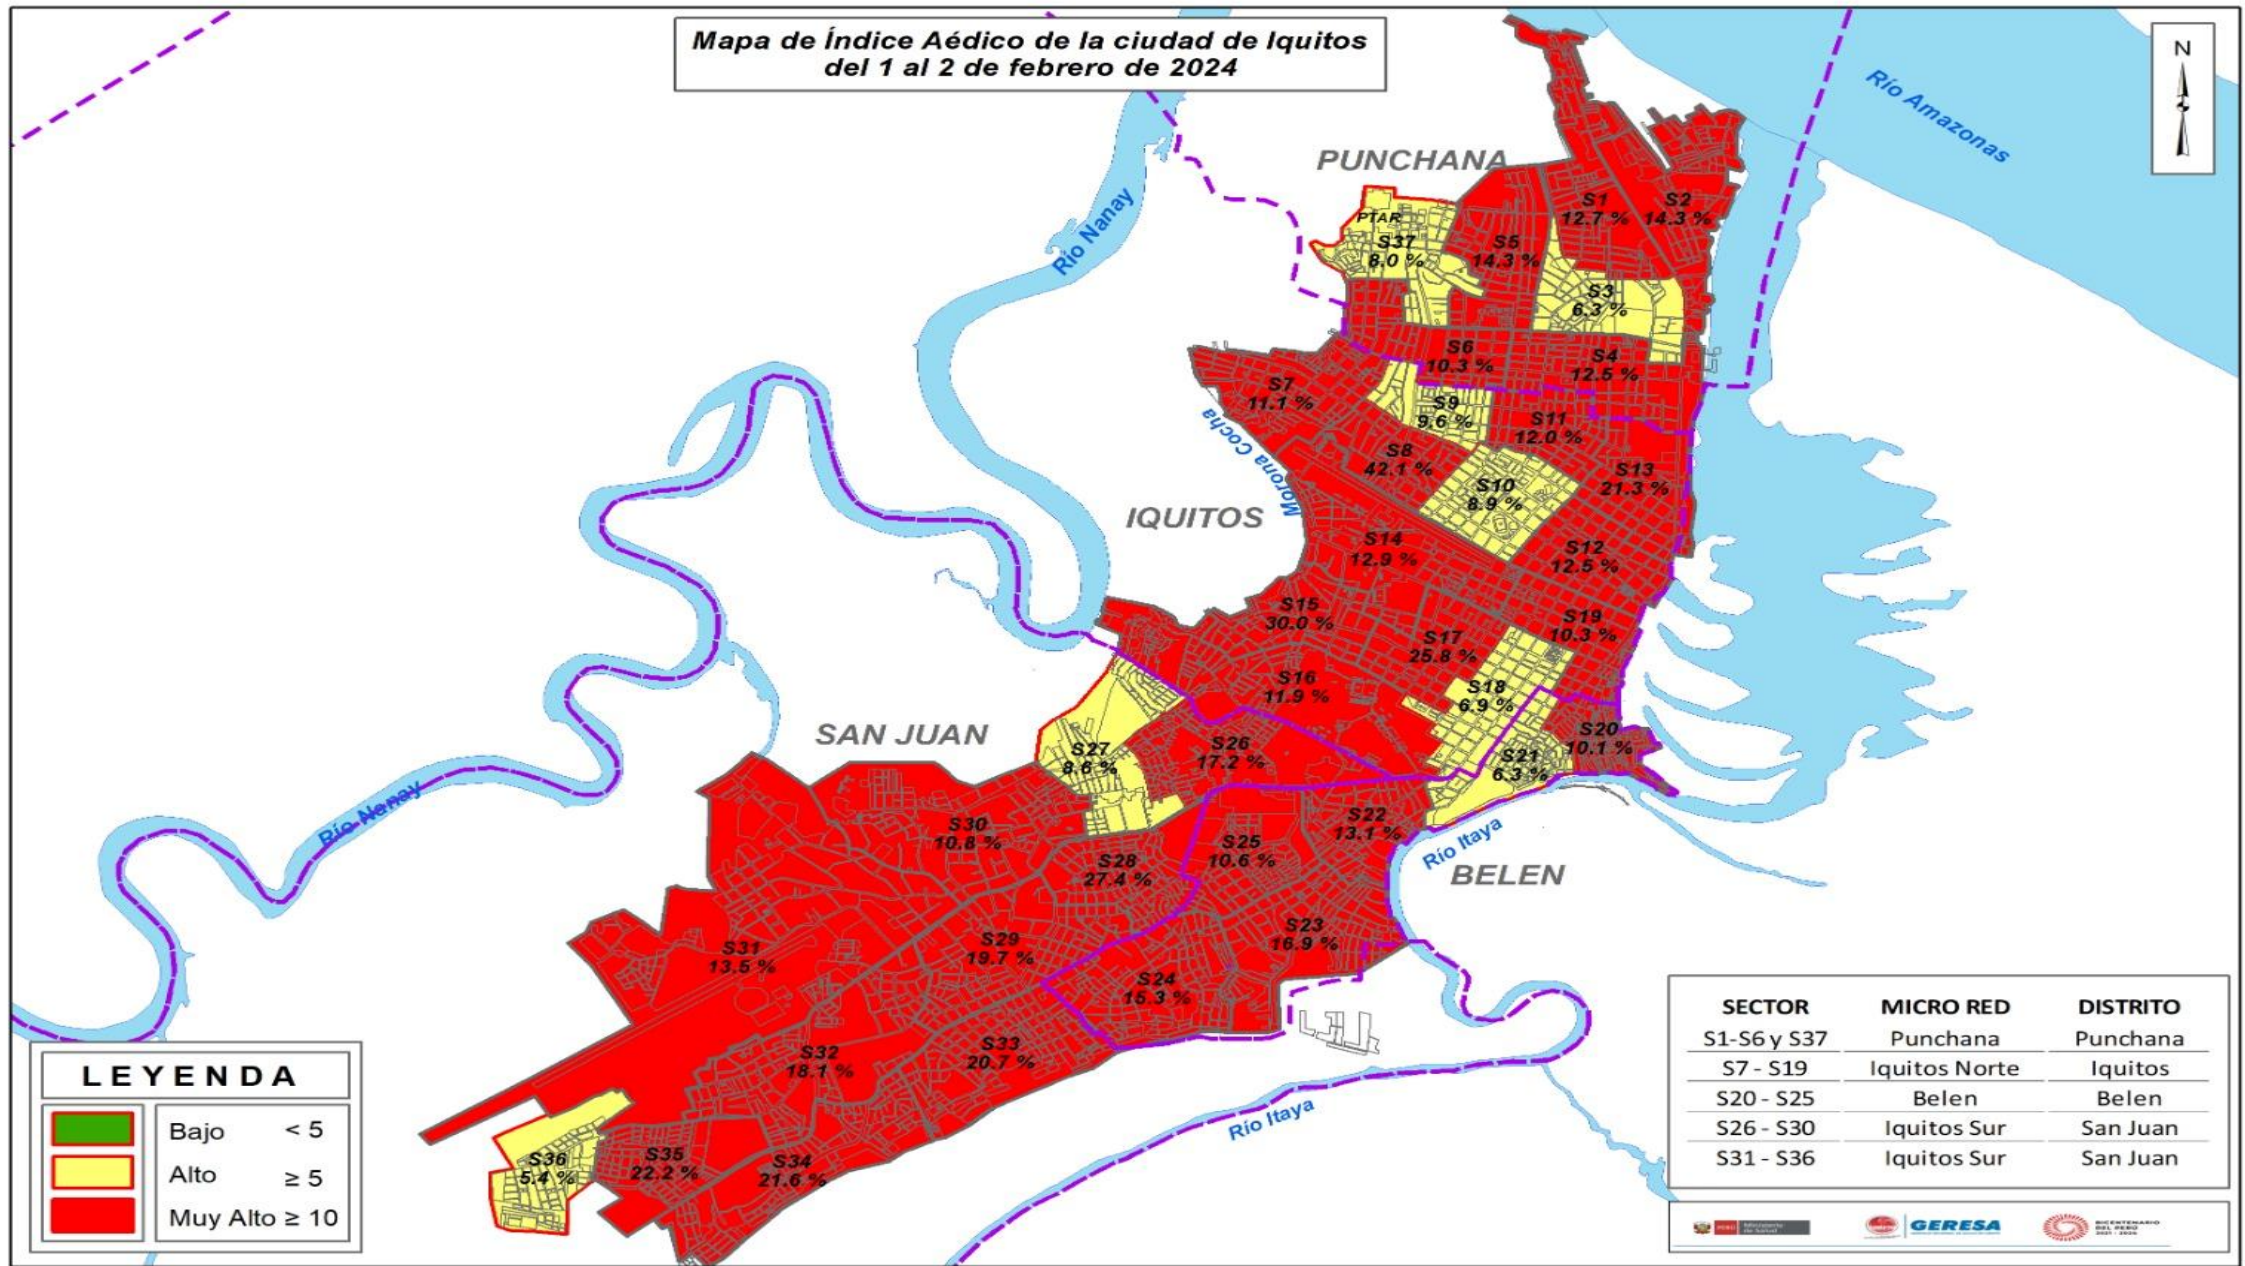 Mapa de Índice Aédico de la ciudad de Iquitos
del 1 al 2 de febrero de 2024
N
Río Amazonas
PUNCHANA
Río Nanay
PTAR
S37
8.0 %
S5
14.3 %
S1
12.7 %
S2
14.3 %
S3
6.3 %
S6
10.3 %
S4
12.5 %
S7
11.1 %
S9
9.6 %
S11
12.0 %
Morona Cocha
S8
42.1 %
S13
21.3 %
S10
8.9 %
IQUITOS
S14
12.9 %
S12
12.5 %
S15
30.0 %
S19
10.3 %
S17
25.8 %
S16
11.9 %
S18
6.9 %
SAN JUAN
S20
10.1 %
S26
17.2 %
S27
8.6 %
S21
6.3 %
Río Nanay
S30
10.8 %
S22
13.1 %
S25
10.6 %
Río Itaya
S28
27.4 %
BELEN
S23
16.9 %
S31
13.5 %
S29
19.7 %
S24
15.3 %
S33
20.7 %
S32
18.1 %
Río Itaya
S36
5.4 %
S35
22.2 %
S34
21.6 %
LEYENDA
Bajo < 5
Alto ≥ 5
Muy Alto ≥ 10
SECTOR MICRO RED DISTRITO
S1-S6 y S37 Punchana Punchana
S7 - S19 Iquitos Norte Iquitos
S20 - S25 Belen Belen
S26 - S30 Iquitos Sur San Juan
S31 - S36 Iquitos Sur San Juan
PERÚ Ministerio de Salud
GERESA
BICENTENARIO
DEL PERÚ
2021 - 2024